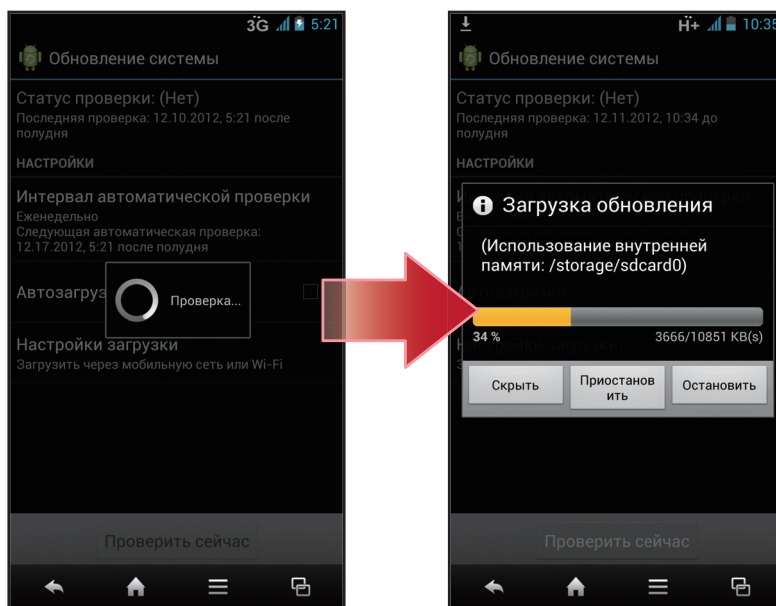 3G 5:21
Обновление системы
Статус проверки: (Нет)
Последняя проверка: 12.10.2012, 5:21 после
полудня
НАСТРОЙКИ
Интервал автоматической проверки
Еженедельно
Следующая автоматическая проверка:
12.17.2012, 5:21 после полудня
Автозагруз
Проверка...
Настройки загрузки
Загрузить через мобильную сеть или Wi-Fi
Проверить сейчас
H+ 10:35
Обновление системы
Статус проверки: (Нет)
Последняя проверка: 12.11.2012, 10:34 до
полудня
НАСТРОЙКИ
Загрузка обновления
(Использование внутренней
памяти: /storage/sdcard0)
Автозагрузка
34 %
3666/10851 KB(s)
Настройки загрузки
Скрыть
Приостанов
ить
Остановить
Проверить сейчас